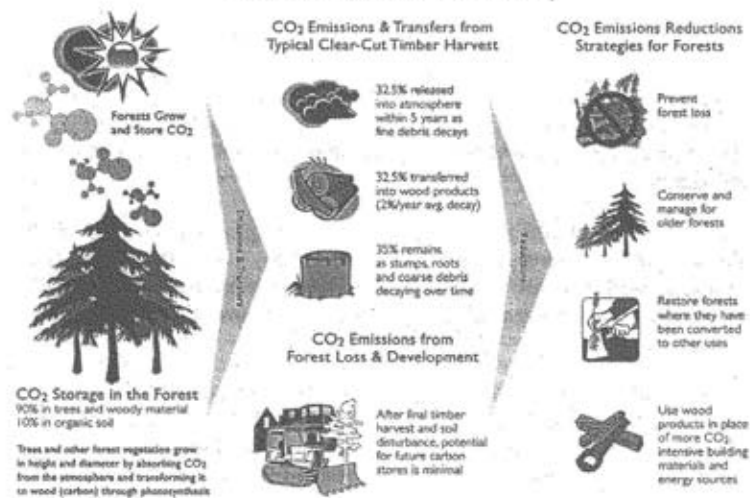 Forests Grow
and Store CO₂
CO₂ Storage in the Forest
90% in trees and woody material
10% in organic soil
Trees and other forest vegetation grow
in height and diameter by absorbing CO₂
from the atmosphere and transforming it
to wood (carbon) through photosynthesis
CO₂ Emissions & Transfers from
Typical Clear-Cut Timber Harvest
32.5% released
into atmosphere
within 5 years as
fine debris decays
32.5% transferred
into wood products
(2%/year avg. decay)
35% remains
as stumps, roots
and coarse debris
decaying over time
CO₂ Emissions from
Forest Loss & Development
After final timber
harvest and soil
disturbance, potential
for future carbon
stores is minimal
CO₂ Emissions Reductions
Strategies for Forests
Prevent
forest loss
Conserve and
manage for
older forests
Restore forests
where they have
been converted
to other uses
Use wood
products in place
of more CO₂
intensive building
materials and
energy sources